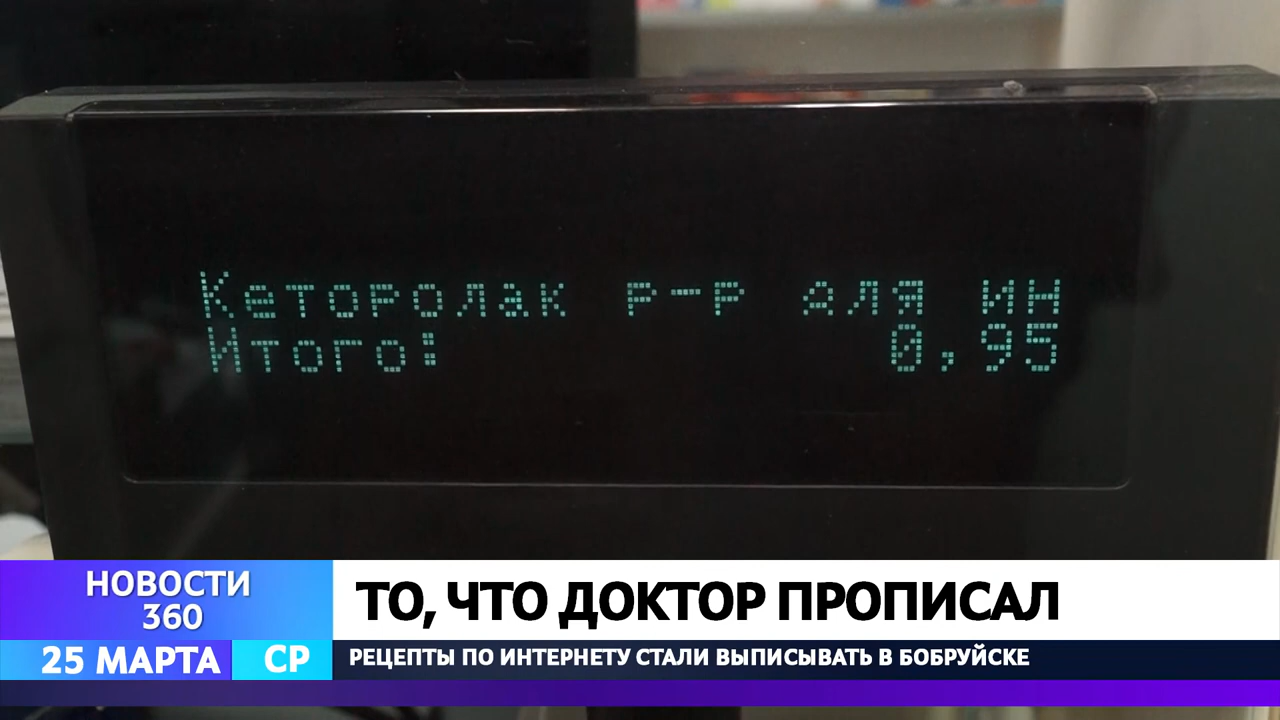 Кеторолак р-р для ин
Итого: 0,95
НОВОСТИ
360
ТО, ЧТО ДОКТОР ПРОПИСАЛ
25 МАРТА СР
РЕЦЕПТЫ ПО ИНТЕРНЕТУ СТАЛИ ВЫПИСЫВАТЬ В БОБРУЙСКЕ